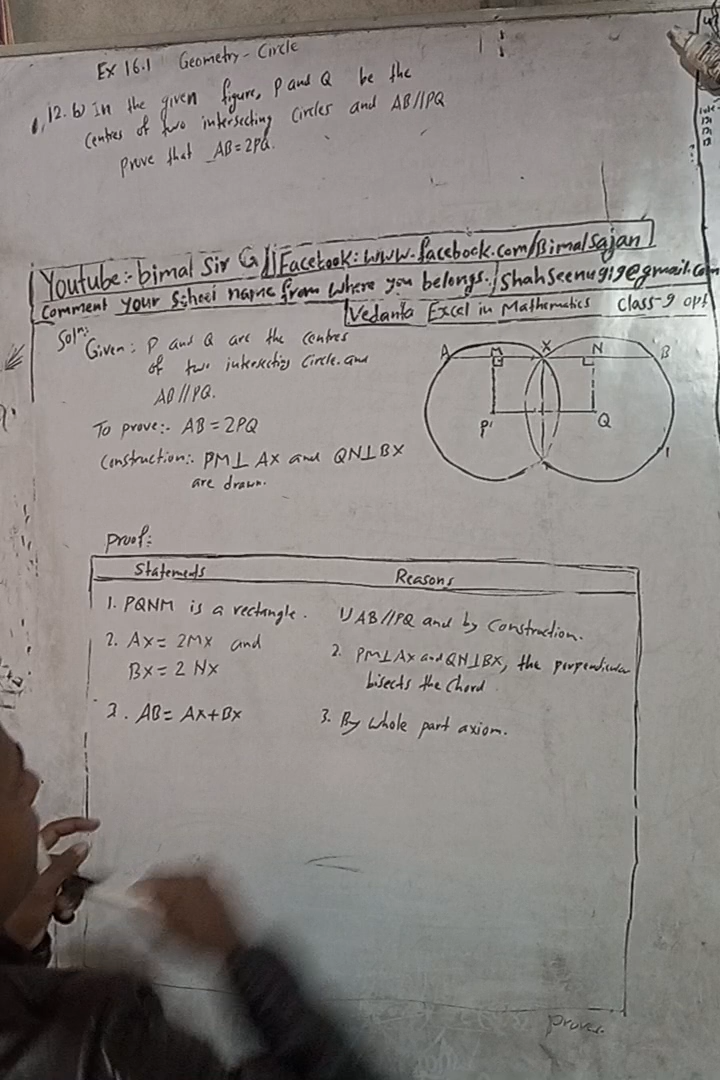 Ex 16.1 Geometry - Circle
12. b) In the given figure, P and Q be the
centres of two intersecting circles and AB//PQ
prove that AB=2PQ.
Youtube:- bimal Sir G
Facebook: www.facebook.com/Bimalsajan
Comment your School name from where you belongs. / Shahseenu919@gmail.com
Vedanta Excel in Mathematics Class-9 opt
Soln:
Given: P and Q are the centres
of two intersecting Circle. and
AB//PQ.
To prove:- AB = 2PQ
Construction:. PM⊥ AX and QN⊥BX
are drawn.
A M X N B
P Q
Proof:
Statements Reasons
1. PQNM is a rectangle. 1) AB//PQ and by Construction.
2. AX= 2MX and
BX= 2 NX
2. PM⊥AX and QN⊥BX, the perpendicular
bisects the Chord.
3. AB= AX+BX 3. By whole part axiom.
proved.